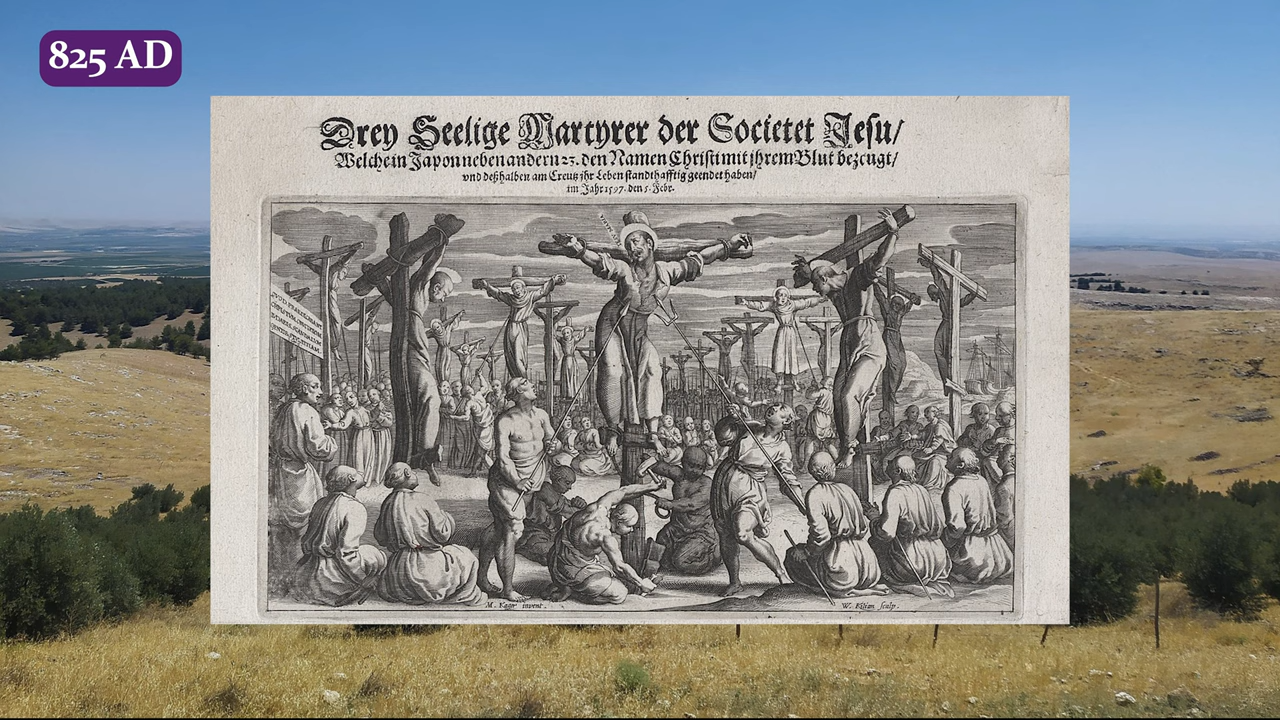 825 AD
Drey Seelige Martyrer der Societet Jesu/
Welche in Japon neben andern 23. den Namen Christi mit jhrem Blut bezeugt/
vnd deßhalben am Creutz jhr Leben standthafftig geendet haben/
im Jahr 1597. den 5. Febr.
M. Kager invent.
W. Kilian sculp.